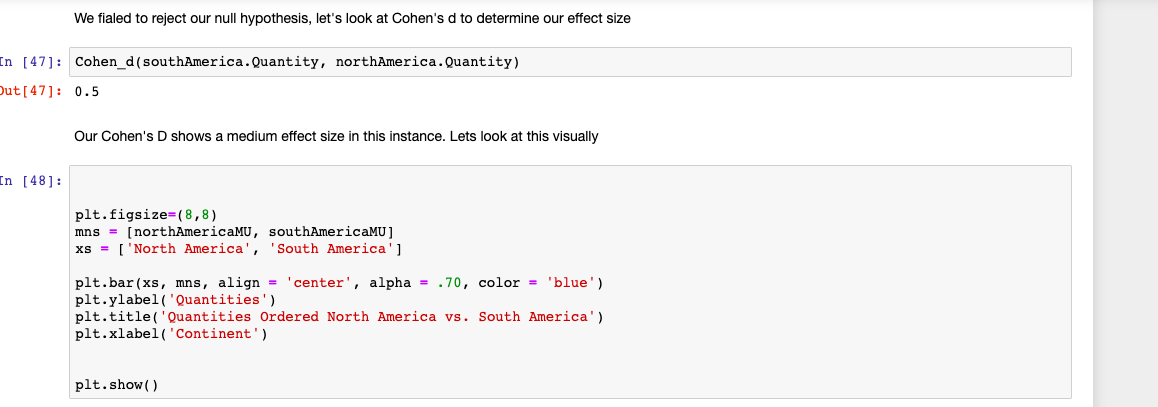 We fialed to reject our null hypothesis, let's look at Cohen's d to determine our effect size
In [47]: Cohen_d(southAmerica.Quantity, northAmerica.Quantity)
Out[47]: 0.5
Our Cohen's D shows a medium effect size in this instance. Lets look at this visually
In [48]:
plt.figsize=(8,8)
mns = [northAmericaMU, southAmericaMU]
xs = ['North America', 'South America']
plt.bar(xs, mns, align = 'center', alpha = .70, color = 'blue')
plt.ylabel('Quantities')
plt.title('Quantities Ordered North America vs. South America')
plt.xlabel('Continent')
plt.show()